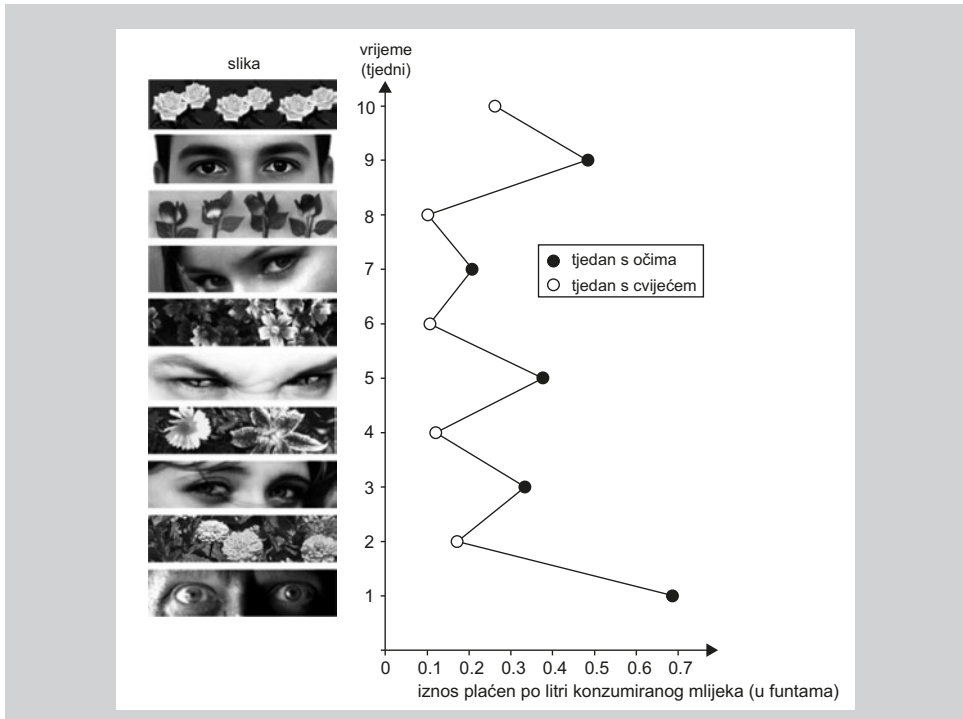 slika
vrijeme
(tjedni)
10
9
8
7
6
5
4
3
2
1
tjedan s očima
tjedan s cvijećem
0 0.1 0.2 0.3 0.4 0.5 0.6 0.7
iznos plaćen po litri konzumiranog mlijeka (u funtama)